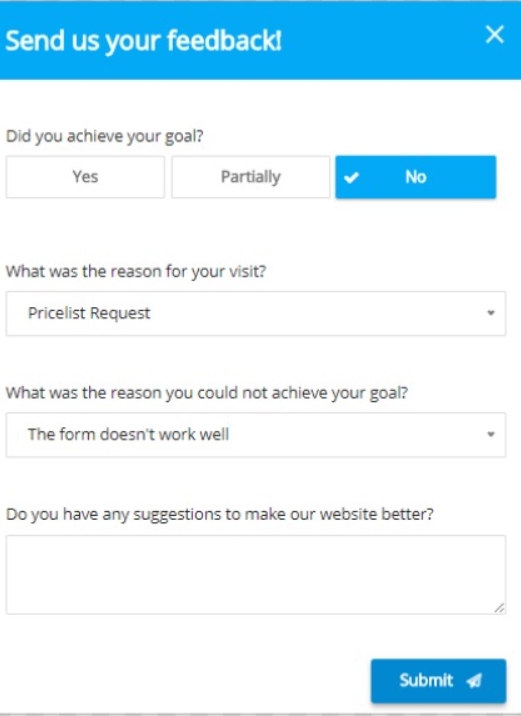 Send us your feedback!
Did you achieve your goal?
Yes Partially No
What was the reason for your visit?
Pricelist Request
What was the reason you could not achieve your goal?
The form doesn't work well
Do you have any suggestions to make our website better?
Submit